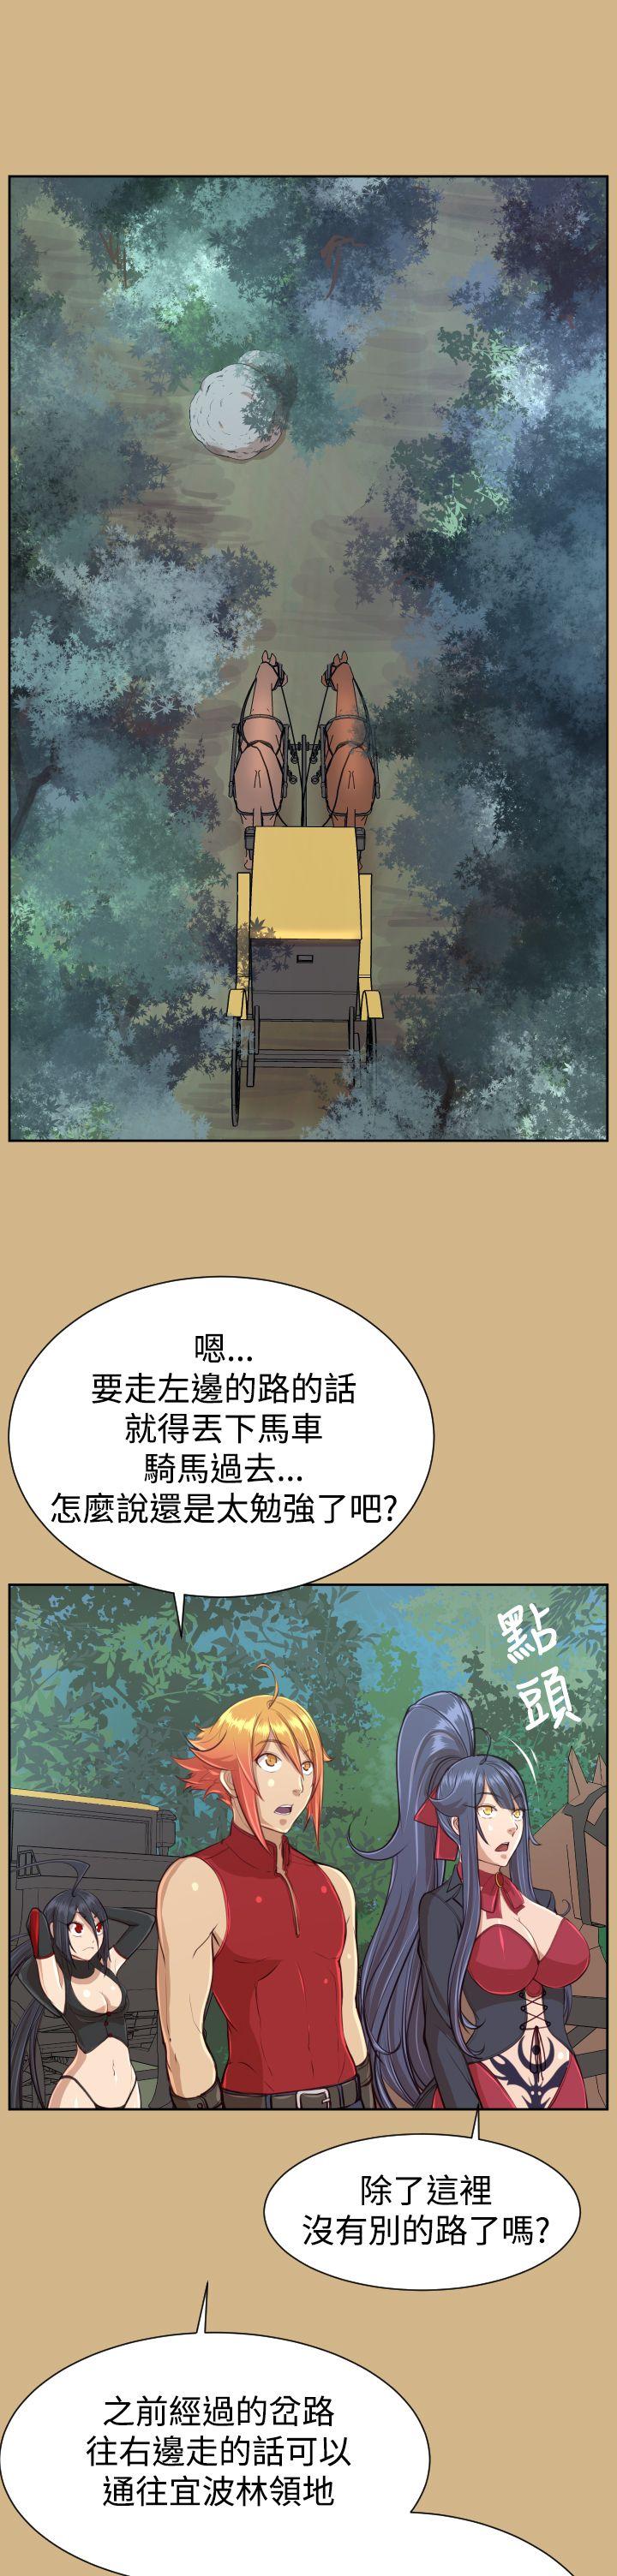 嗯...
要走左邊的路的話
就得丟下馬車
騎馬過去...
怎麼說還是太勉強了吧?
點
頭
除了這裡
沒有別的路了嗎?
之前經過的岔路
往右邊走的話可以
通往宜波林領地